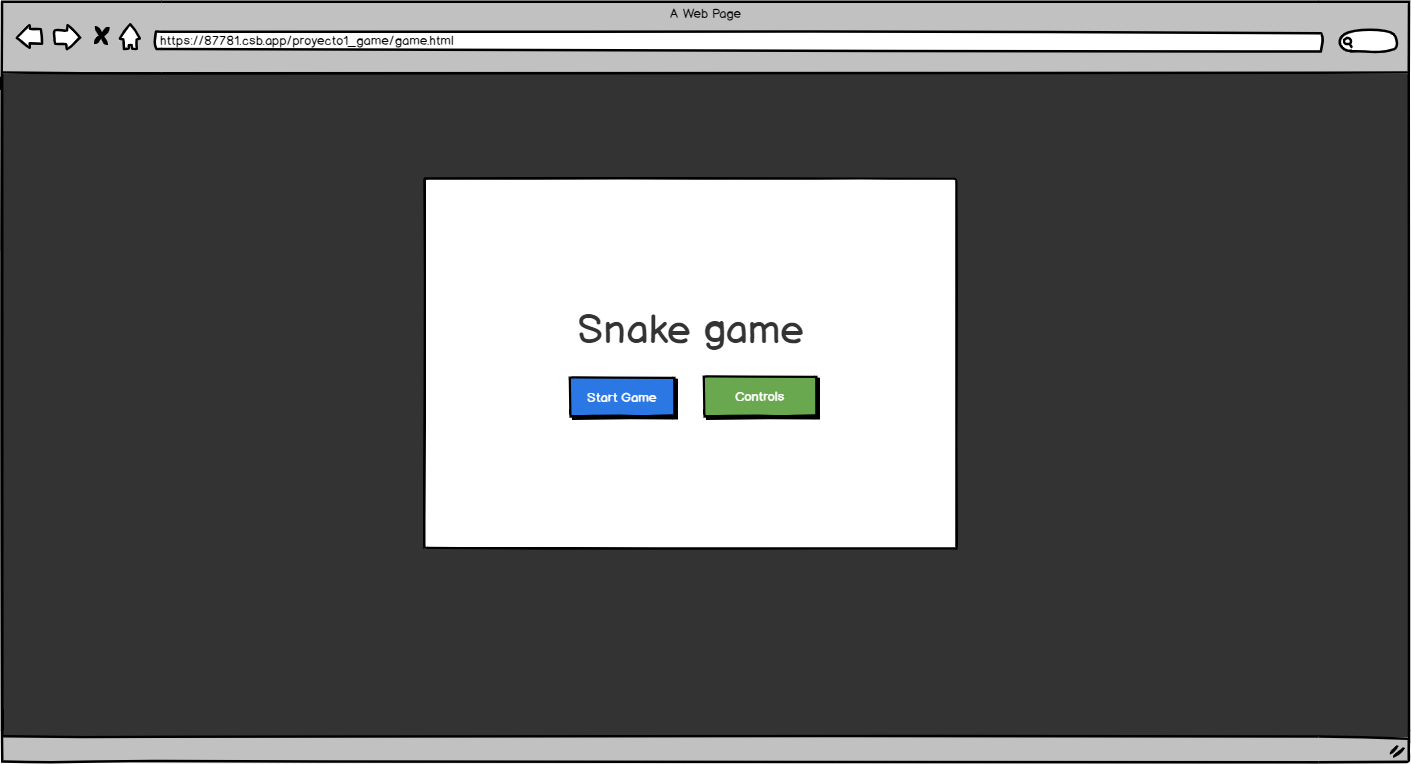 A Web Page
https://87781.csb.app/proyecto1_game/game.html
Snake game
Start Game
Controls